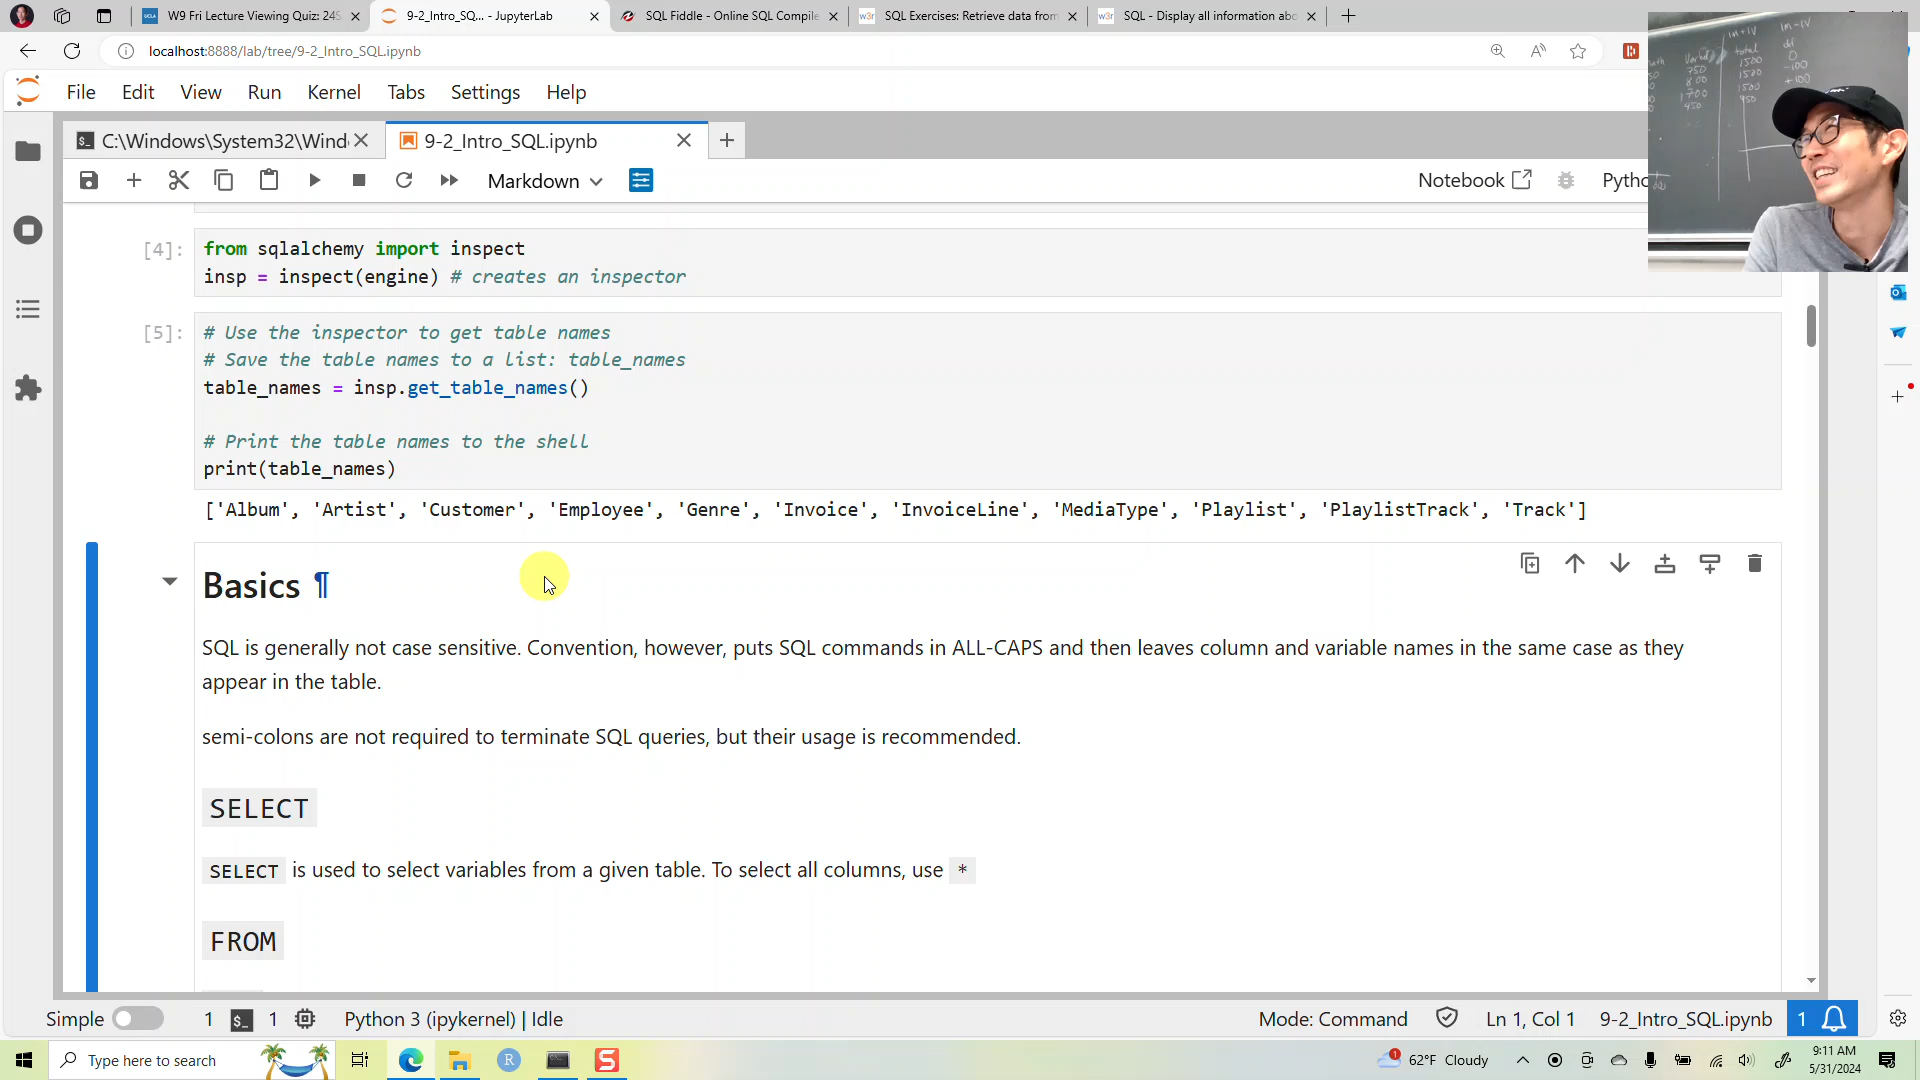 W9 Fri Lecture Viewing Quiz: 24S
9-2_Intro_SQ... - JupyterLab
SQL Fiddle - Online SQL Compile
SQL Exercises: Retrieve data from
SQL - Display all information abo
localhost:8888/lab/tree/9-2_Intro_SQL.ipynb
File Edit View Run Kernel Tabs Settings Help
C:\Windows\System32\Wind
9-2_Intro_SQL.ipynb
Markdown
Notebook
Pytho
[4]:
from sqlalchemy import inspect
insp = inspect(engine) # creates an inspector
[5]:
# Use the inspector to get table names
# Save the table names to a list: table_names
table_names = insp.get_table_names()
# Print the table names to the shell
print(table_names)
['Album', 'Artist', 'Customer', 'Employee', 'Genre', 'Invoice', 'InvoiceLine', 'MediaType', 'Playlist', 'PlaylistTrack', 'Track']
Basics ¶
SQL is generally not case sensitive. Convention, however, puts SQL commands in ALL-CAPS and then leaves column and variable names in the same case as they
appear in the table.
semi-colons are not required to terminate SQL queries, but their usage is recommended.
SELECT
SELECT is used to select variables from a given table. To select all columns, use *
FROM
Simple
1
1
Python 3 (ipykernel) | Idle
Mode: Command
Ln 1, Col 1
9-2_Intro_SQL.ipynb
1
Type here to search
62°F Cloudy
9:11 AM
5/31/2024